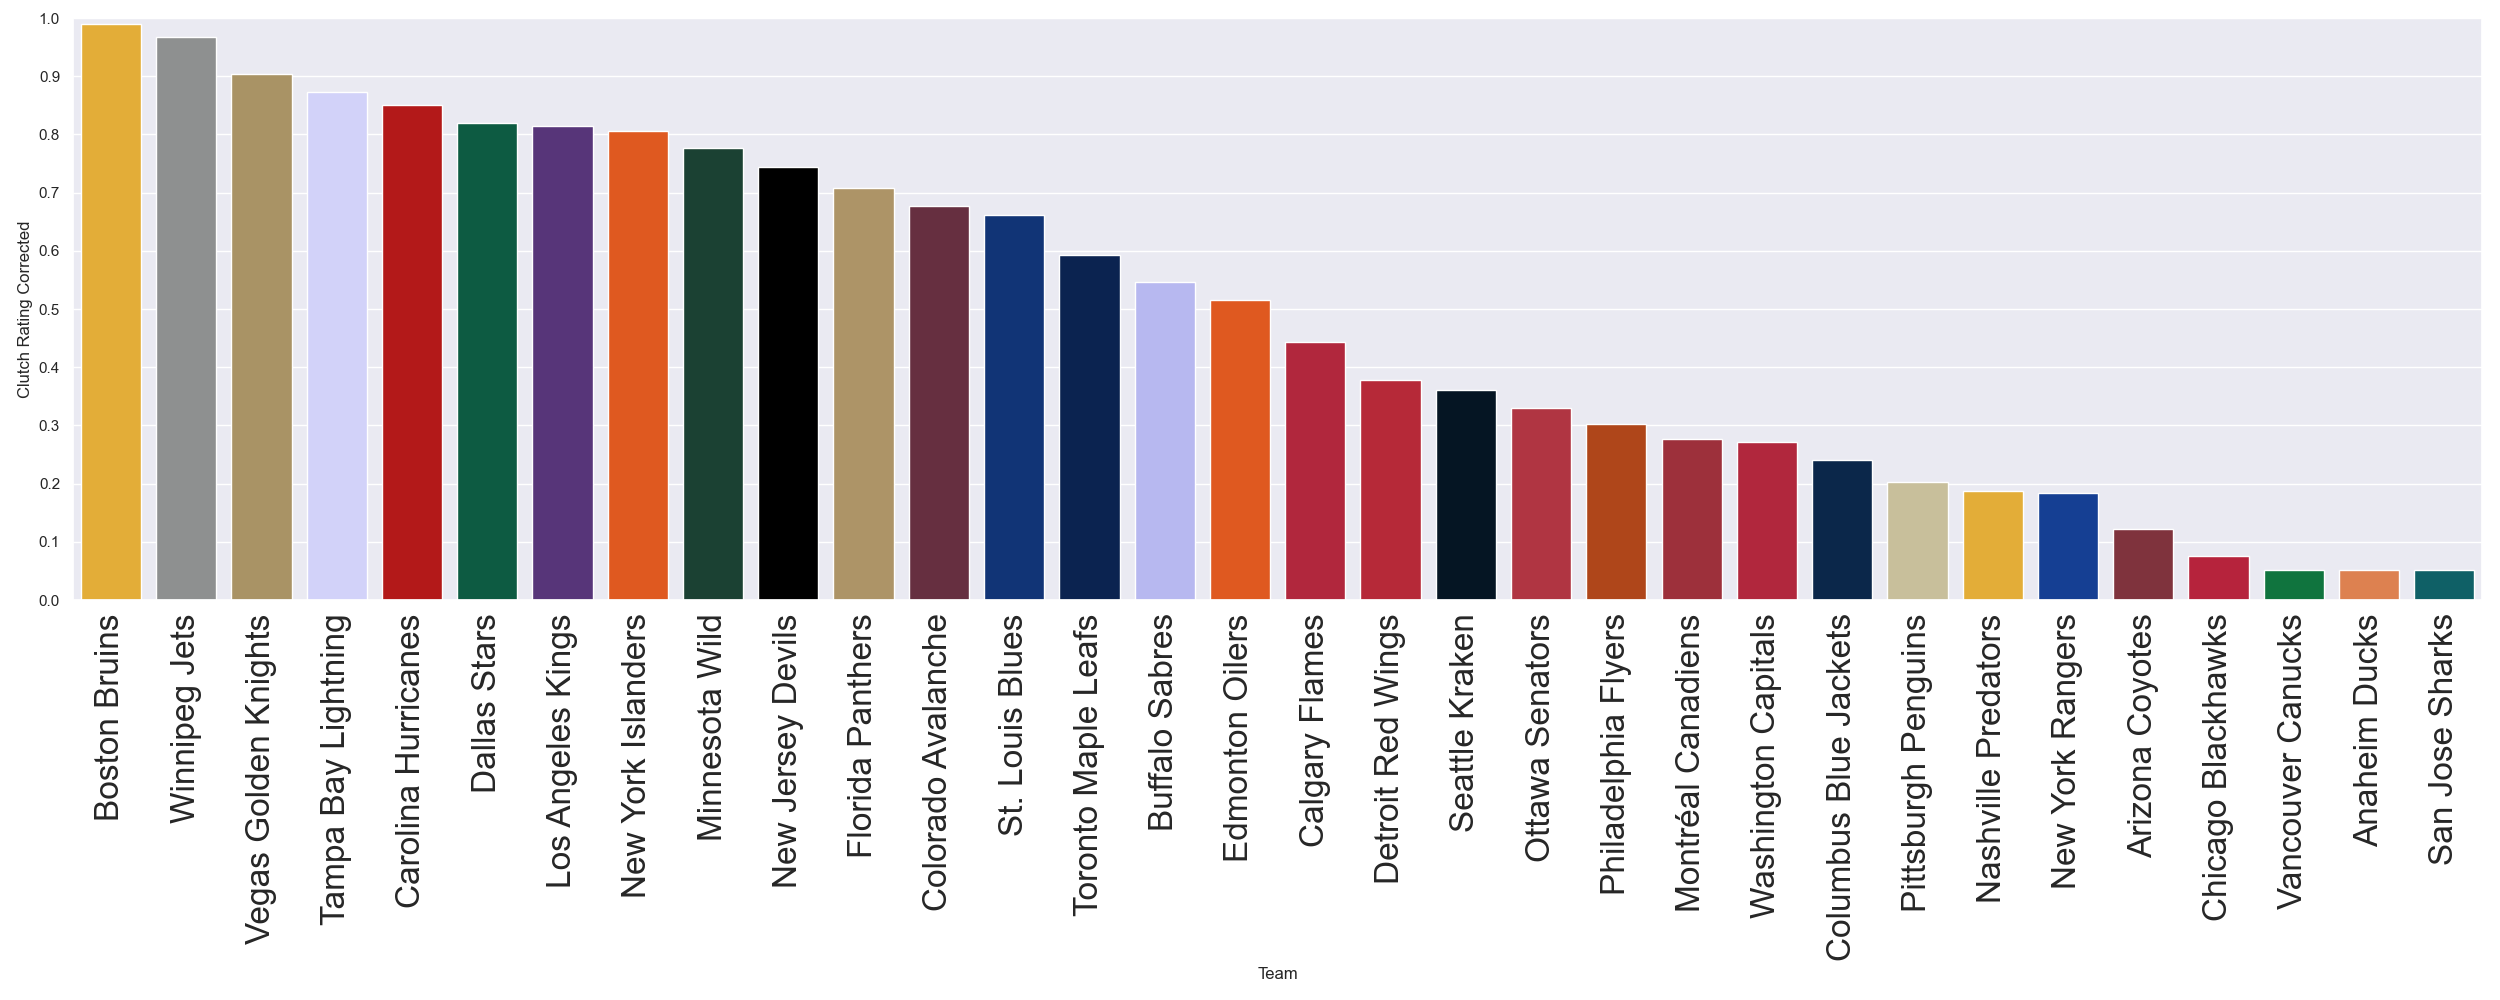 1.0
0.9
0.8
0.7
0.6
0.5
0.4
0.3
0.2
0.1
0.0
Clutch Rating Corrected
Boston Bruins
Winnipeg Jets
Vegas Golden Knights
Tampa Bay Lightning
Carolina Hurricanes
Dallas Stars
Los Angeles Kings
New York Islanders
Minnesota Wild
New Jersey Devils
Florida Panthers
Colorado Avalanche
St. Louis Blues
Toronto Maple Leafs
Buffalo Sabres
Edmonton Oilers
Calgary Flames
Detroit Red Wings
Seattle Kraken
Ottawa Senators
Philadelphia Flyers
Montréal Canadiens
Washington Capitals
Columbus Blue Jackets
Pittsburgh Penguins
Nashville Predators
New York Rangers
Arizona Coyotes
Chicago Blackhawks
Vancouver Canucks
Anaheim Ducks
San Jose Sharks
Team